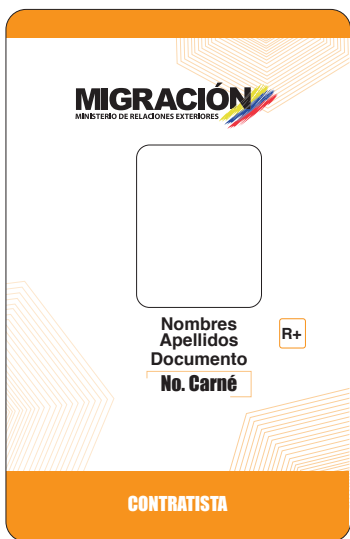 MIGRACIÓN
MINISTERIO DE RELACIONES EXTERIORES
Nombres
Apellidos
R+
Documento
No. Carné
CONTRATISTA